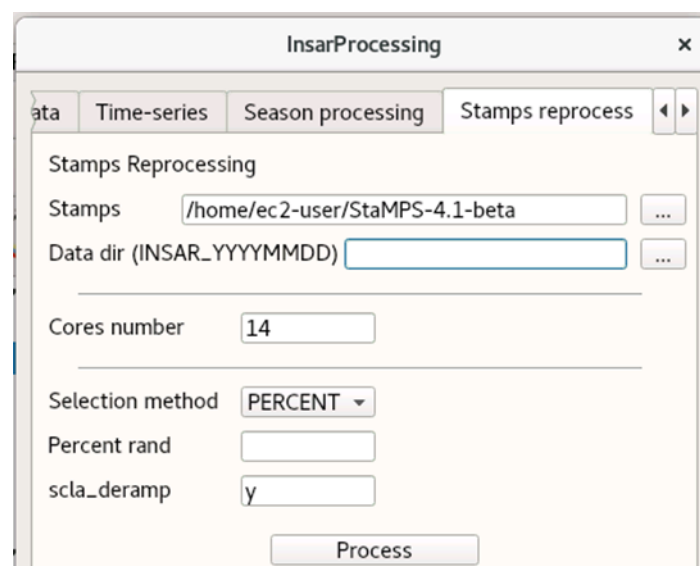 InsarProcessing
ata Time-series Season processing Stamps reprocess
Stamps Reprocessing
Stamps /home/ec2-user/StaMPS-4.1-beta ...
Data dir (INSAR_YYYYMMDD) ...
Cores number 14
Selection method PERCENT
Percent rand
scla_deramp y
Process